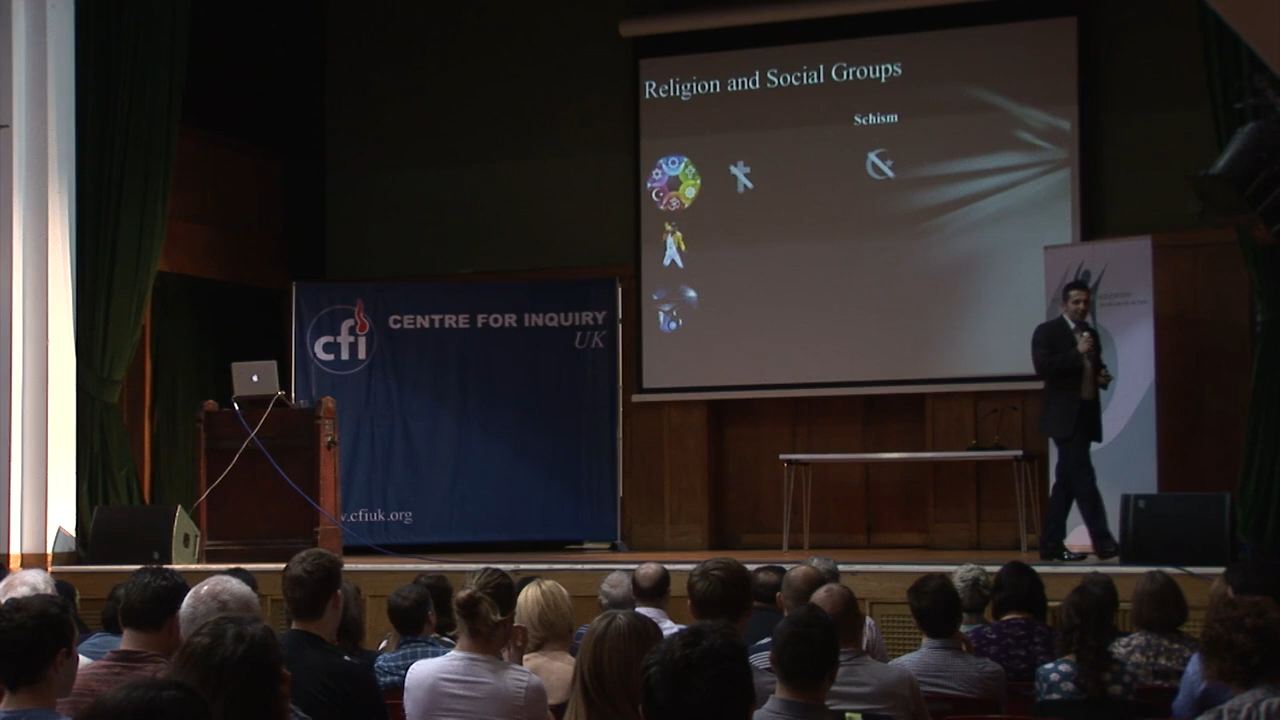 Religion and Social Groups
Schism
cfi
CENTRE FOR INQUIRY
UK
.cfiuk.org